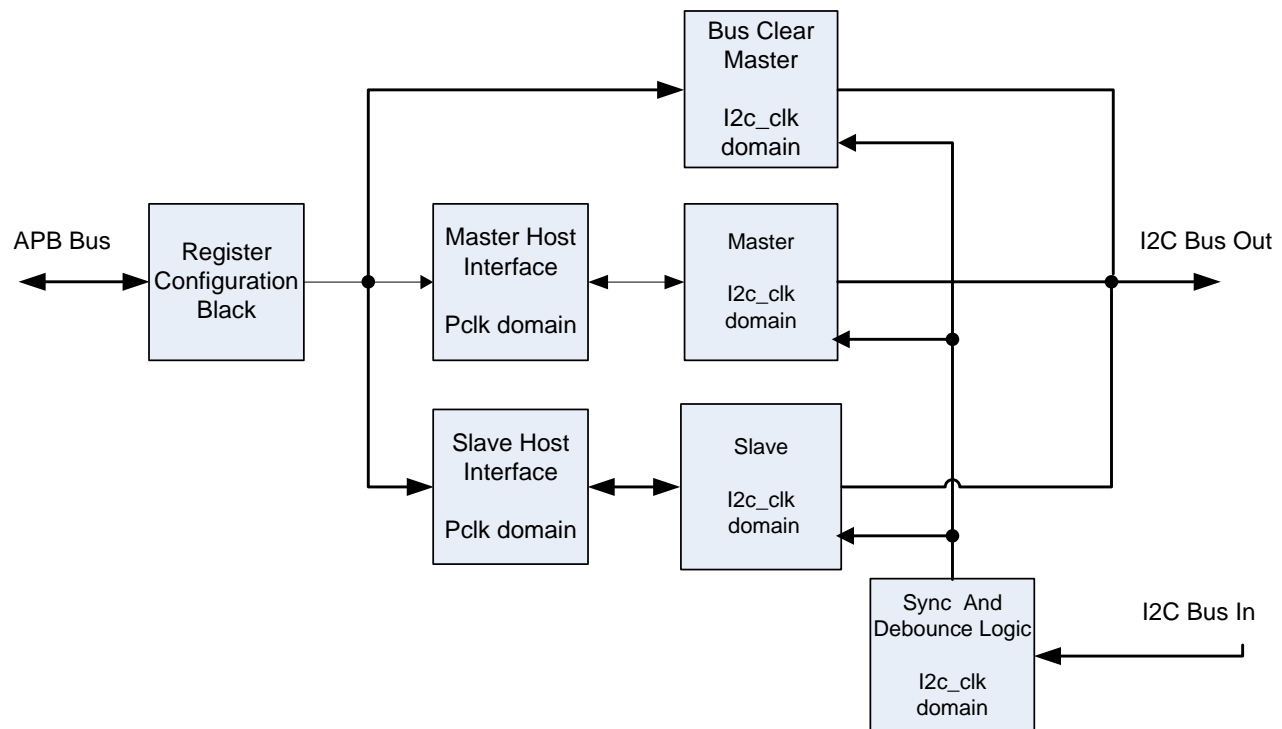 Bus Clear
Master
I2c_clk
domain
APB Bus
Register
Configuration
Black
Master Host
Interface
Pclk domain
Master
I2c_clk
domain
I2C Bus Out
Slave Host
Interface
Pclk domain
Slave
I2c_clk
domain
Sync And
Debounce Logic
I2c_clk
domain
I2C Bus In